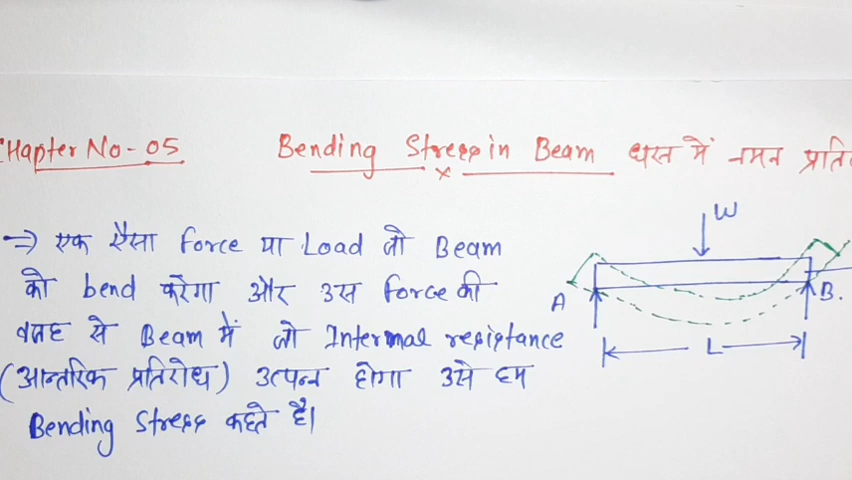 Chapter No-05 Bending Stress in Beam धरन में नमन
⇒ एक ऐसा force या Load जो Beam
को bend करेगा और उस force की
वजह से Beam में जो Internal resistance
(आन्तरिक प्रतिरोध) उत्पन्न होगा उसे हम
Bending Stress कहते है।
W
A
B.
L